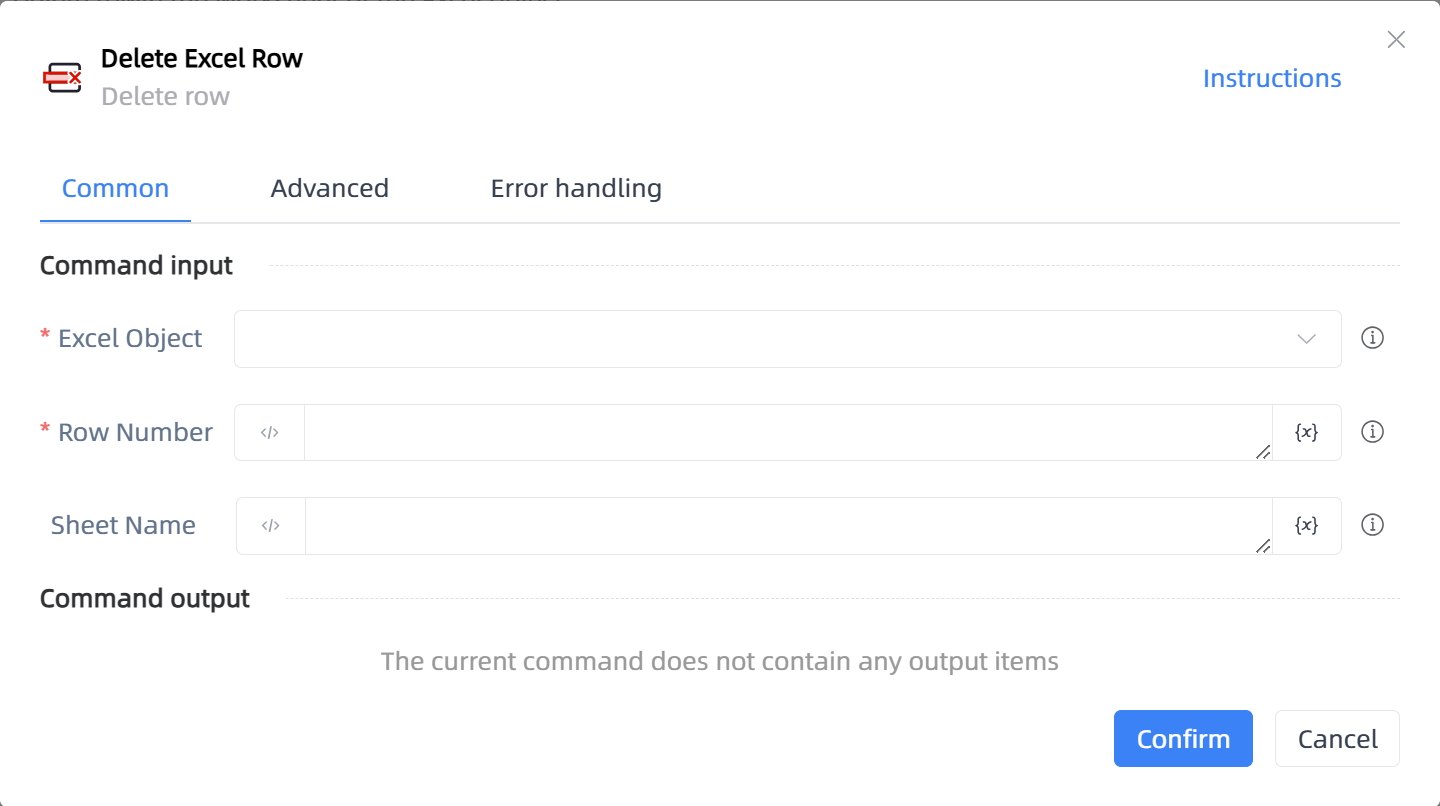 Delete Excel Row
Delete row
Instructions
Common
Advanced
Error handling
Command input
* Excel Object
* Row Number
</>
{x}
Sheet Name
</>
{x}
Command output
The current command does not contain any output items
Confirm
Cancel